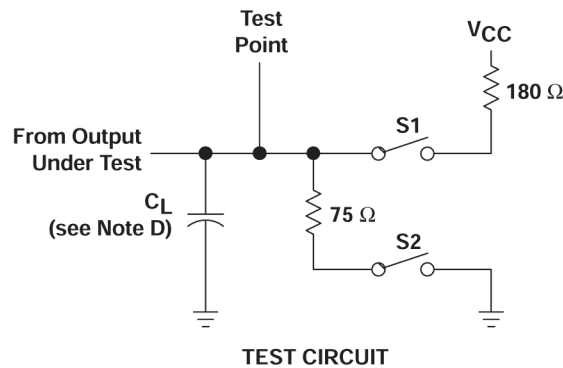 Test
Point
VCC
180 Ω
S1
From Output
Under Test
CL
(see Note D)
75 Ω
S2
TEST CIRCUIT